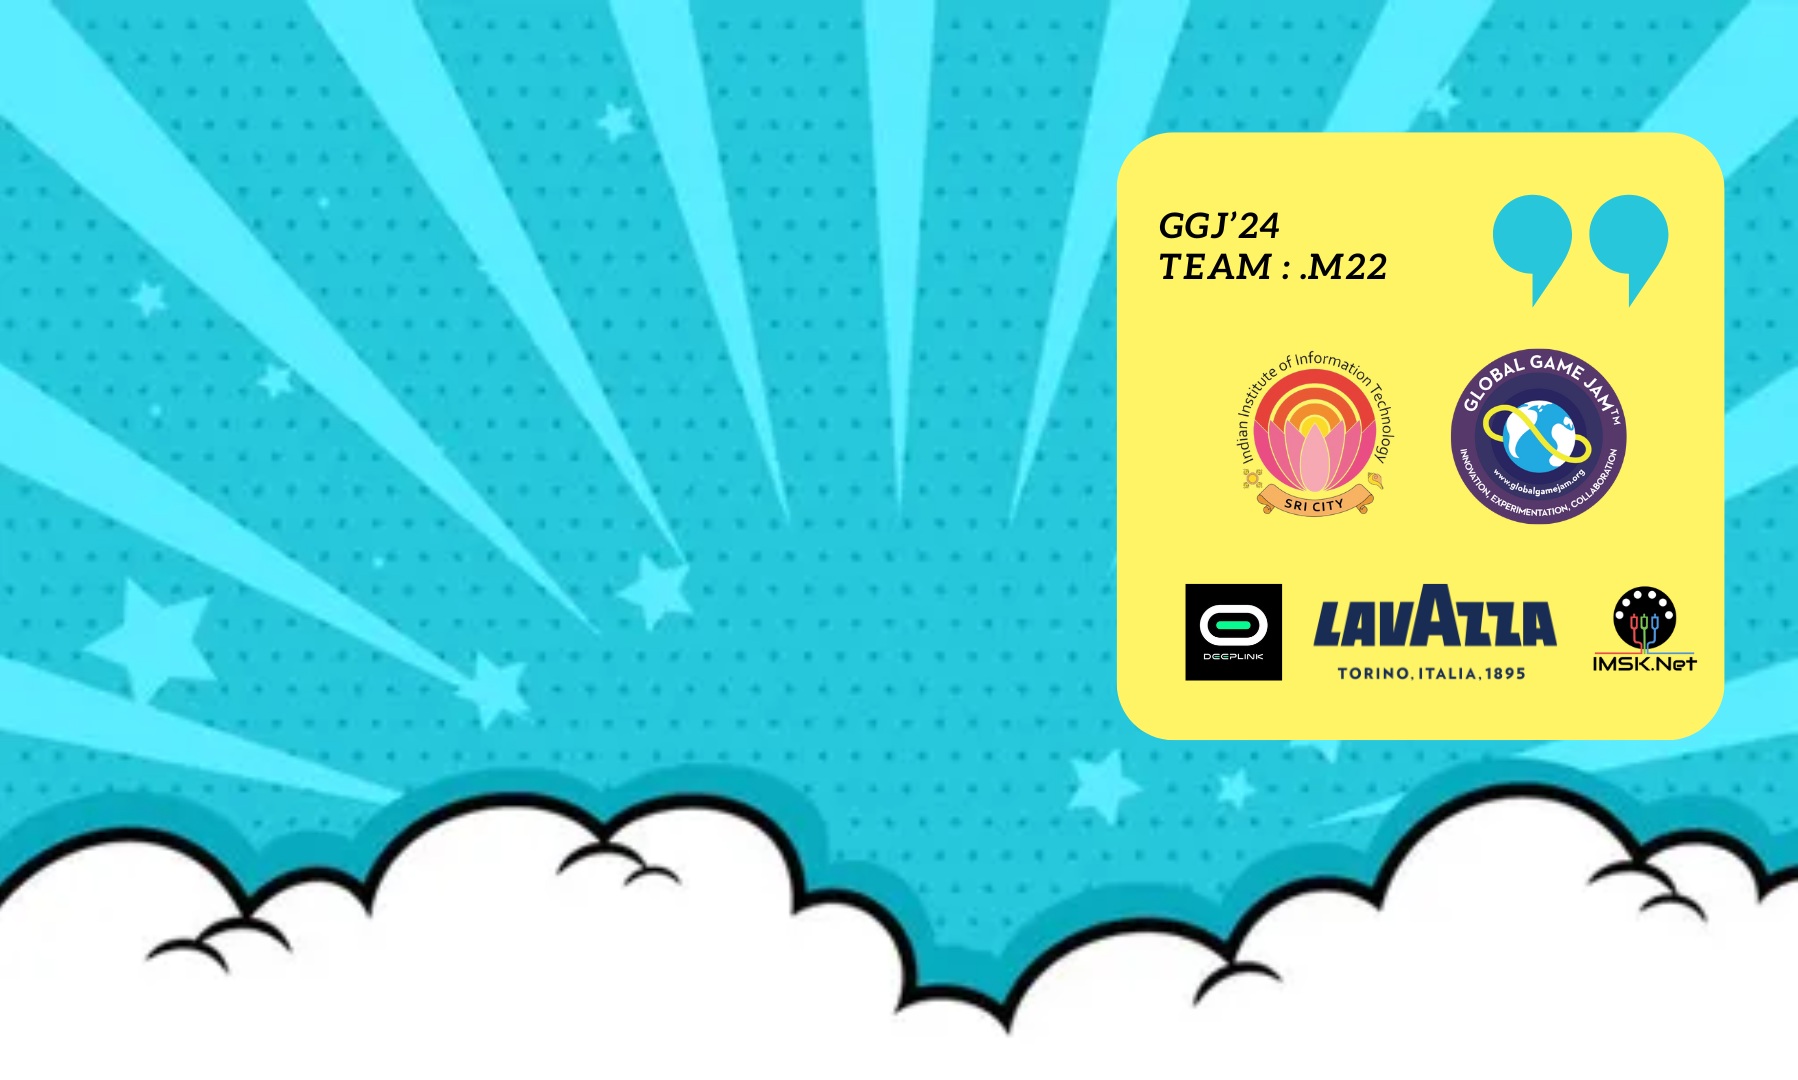 GGJ’24
TEAM : .M22
Indian Institute of Information Technology
SRI CITY
GLOBAL GAME JAM™
www.globalgamejam.org
INNOVATION, EXPERIMENTATION, COLLABORATION
DEEPLINK
LAVAZZA
TORINO, ITALIA, 1895
IMSK.Net